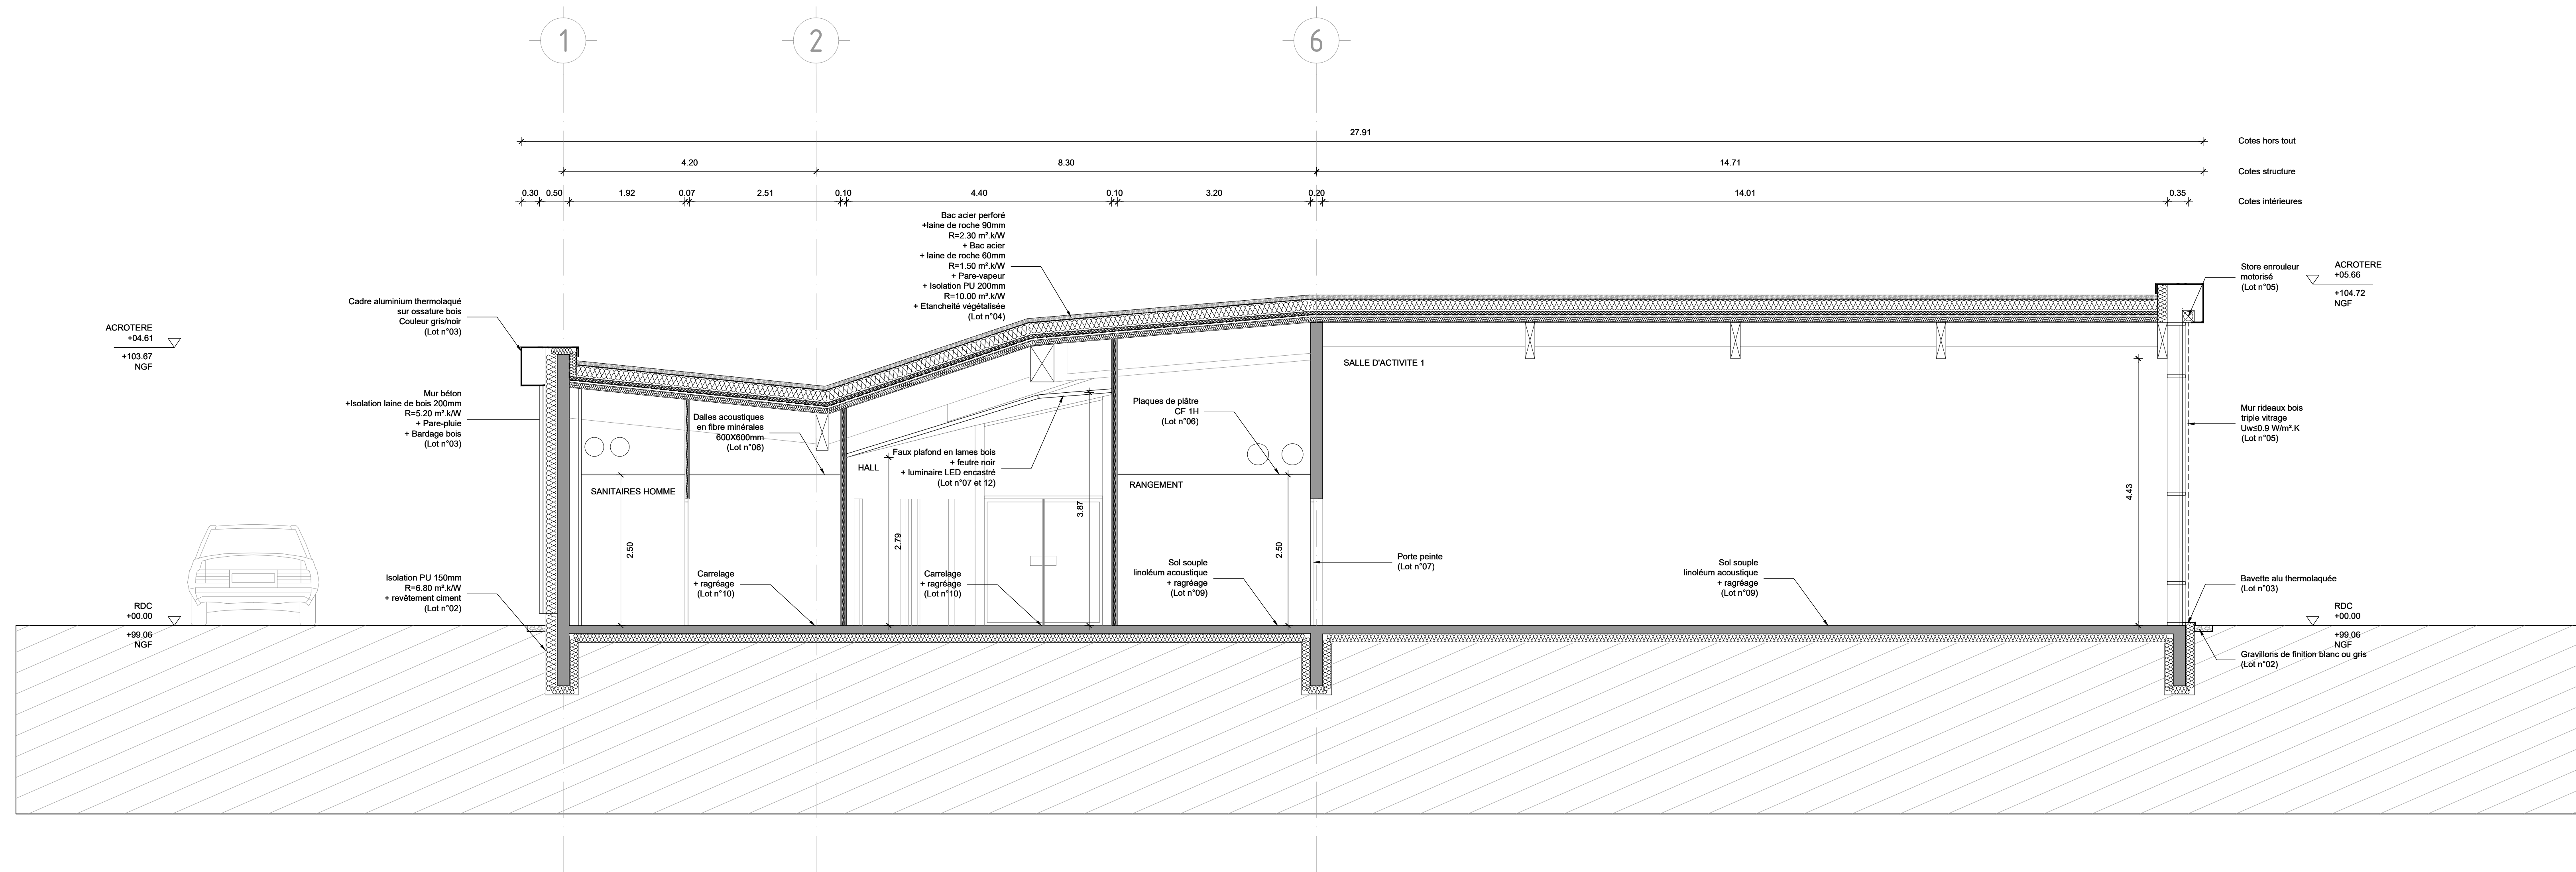 1
2
6
27.91
Cotes hors tout
4.20
8.30
14.71
Cotes structure
0.30
0.50
1.92
0.07
2.51
0.10
4.40
0.10
3.20
0.20
14.01
0.35
Cotes intérieures
Bac acier perforé
+laine de roche 90mm
R=2.30 m².k/W
+ Bac acier
+ laine de roche 60mm
R=1.50 m².k/W
+ Pare-vapeur
+ Isolation PU 200mm
R=10.00 m².k/W
+ Etancheité végétalisée
(Lot n°04)
Store enrouleur
motorisé
(Lot n°05)
ACROTERE
+05.66
+104.72
NGF
Cadre aluminium thermolaqué
sur ossature bois
Couleur gris/noir
(Lot n°03)
ACROTERE
+04.61
+103.67
NGF
Mur béton
+Isolation laine de bois 200mm
R=5.20 m².k/W
+ Pare-pluie
+ Bardage bois
(Lot n°03)
Dalles acoustiques
en fibre minérales
600X600mm
(Lot n°06)
SANITAIRES HOMME
HALL
Faux plafond en lames bois
+ feutre noir
+ luminaire LED encastré
(Lot n°07 et 12)
Plaques de plâtre
CF 1H
(Lot n°06)
RANGEMENT
SALLE D'ACTIVITE 1
Mur rideaux bois
triple vitrage
Uw≤0.9 W/m².K
(Lot n°05)
2.50
2.79
3.87
2.50
4.43
Isolation PU 150mm
R=6.80 m².k/W
+ revêtement ciment
(Lot n°02)
Carrelage
+ ragréage
(Lot n°10)
Carrelage
+ ragréage
(Lot n°10)
Sol souple
linoléum acoustique
+ ragréage
(Lot n°09)
Porte peinte
(Lot n°07)
Sol souple
linoléum acoustique
+ ragréage
(Lot n°09)
Bavette alu thermolaquée
(Lot n°03)
RDC
+00.00
+99.06
NGF
RDC
+00.00
+99.06
NGF
Gravillons de finition blanc ou gris
(Lot n°02)